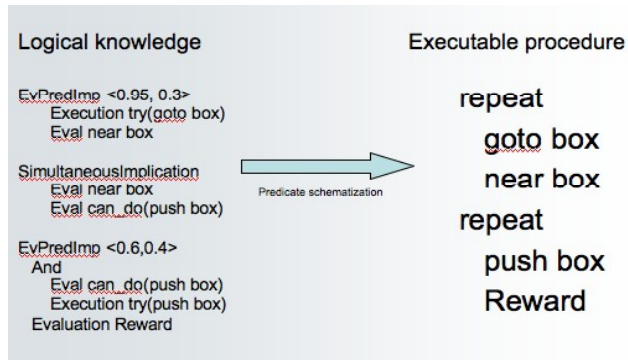 Logical knowledge
EvPredImp <0.95, 0.3>
Execution try(goto box)
Eval near box
SimultaneousImplication
Eval near box
Eval can_do(push box)
EvPredImp <0.6,0.4>
And
Eval can_do(push box)
Execution try(push box)
Evaluation Reward
Predicate schematization
Executable procedure
repeat
goto box
near box
repeat
push box
Reward